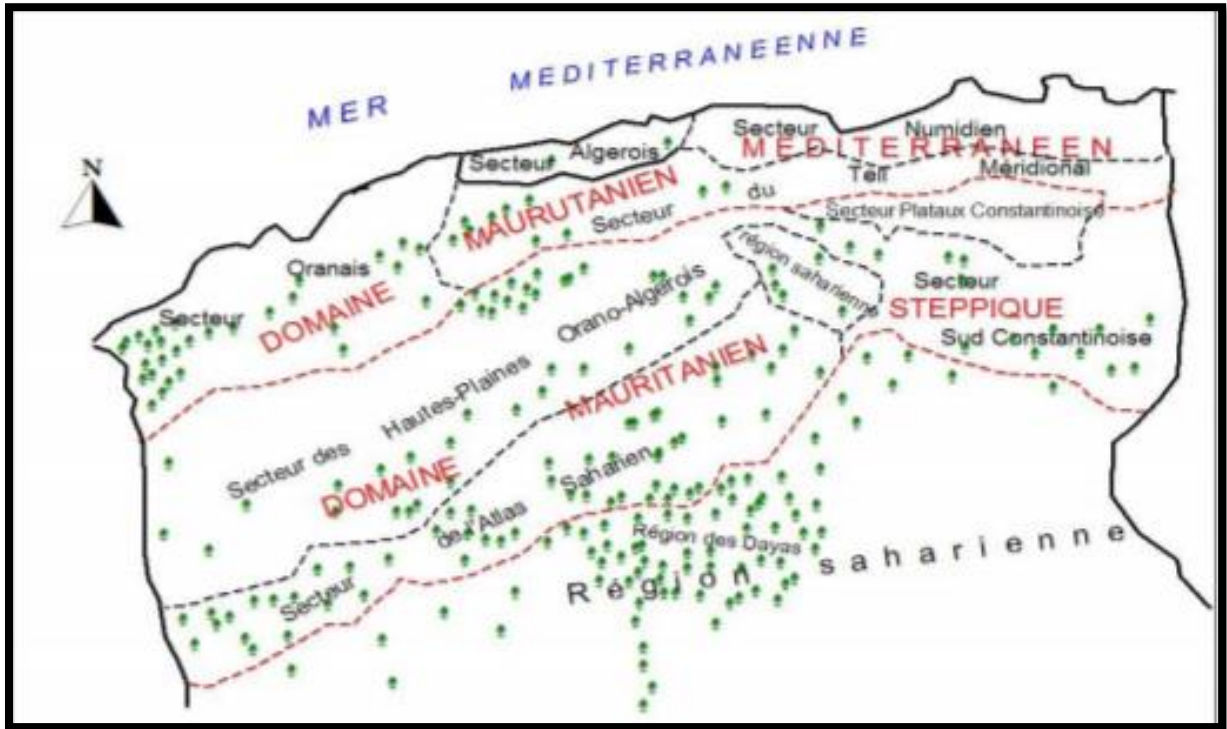 MER MEDITERRANEENNE
N
Secteur Numidien
Secteur Algerois
MEDITERRANEEN
Secteur du Tell Méridional
DOMAINE MAURUTANIEN
Secteur Plataux Constantinoise
Secteur Oranais
région saharienne
Secteur
STEPPIQUE
Sud Constantinoise
Secteur des Hautes-Plaines Orano-Algerois
DOMAINE MAURITANIEN
Secteur de l'Atlas Saharien
Région des Dayas
Région saharienne